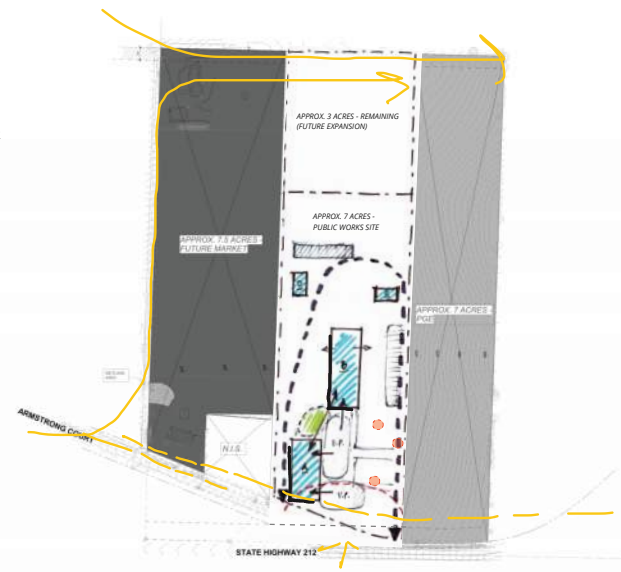 APPROX. 3 ACRES - REMAINING
(FUTURE EXPANSION)
APPROX. 7 ACRES -
PUBLIC WORKS SITE
APPROX. 7.5 ACRES -
FUTURE MARKET
APPROX. 7 ACRES -
PGE
ARMSTRONG COURT
N.I.S.
V.P.
STATE HIGHWAY 212